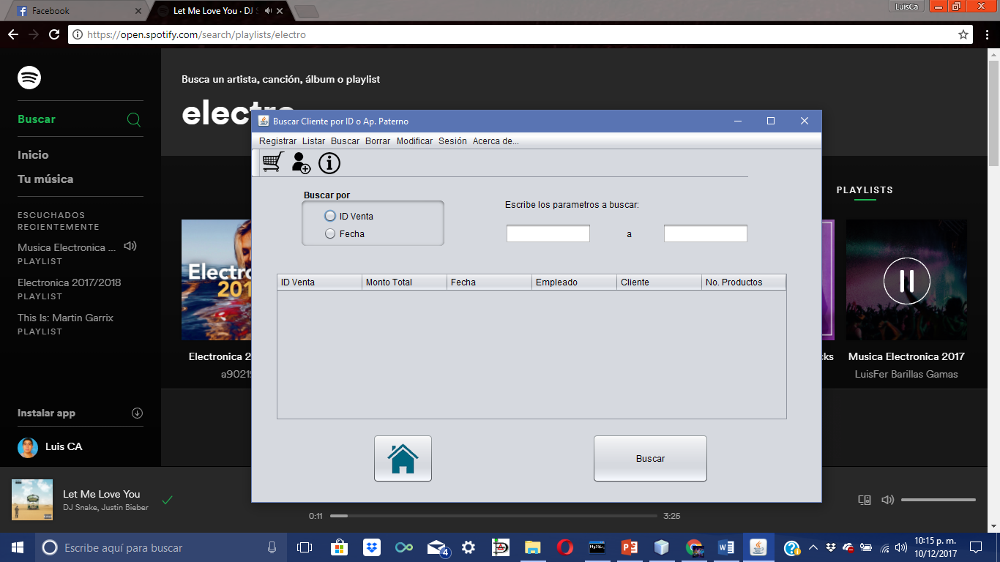 Facebook
Let Me Love You · DJ S
LuisCa
https://open.spotify.com/search/playlists/electro
Buscar
Inicio
Tu música
ESCUCHADOS
RECIENTEMENTE
Musica Electronica ...
PLAYLIST
Electronica 2017/2018
PLAYLIST
This Is: Martin Garrix
PLAYLIST
Instalar app
Luis CA
Busca un artista, canción, álbum o playlist
electro
PLAYLISTS
Electro
201
Electronica 2
a9021
cks
Musica Electronica 2017
LuisFer Barillas Gamas
Buscar Cliente por ID o Ap. Paterno
Registrar Listar Buscar Borrar Modificar Sesión Acerca de...
Buscar por
ID Venta
Fecha
Escribe los parametros a buscar:
a
ID Venta Monto Total Fecha Empleado Cliente No. Productos
Buscar
Let Me Love You
DJ Snake, Justin Bieber
0:11
3:25
Escribe aquí para buscar
4
10:15 p. m.
10/12/2017